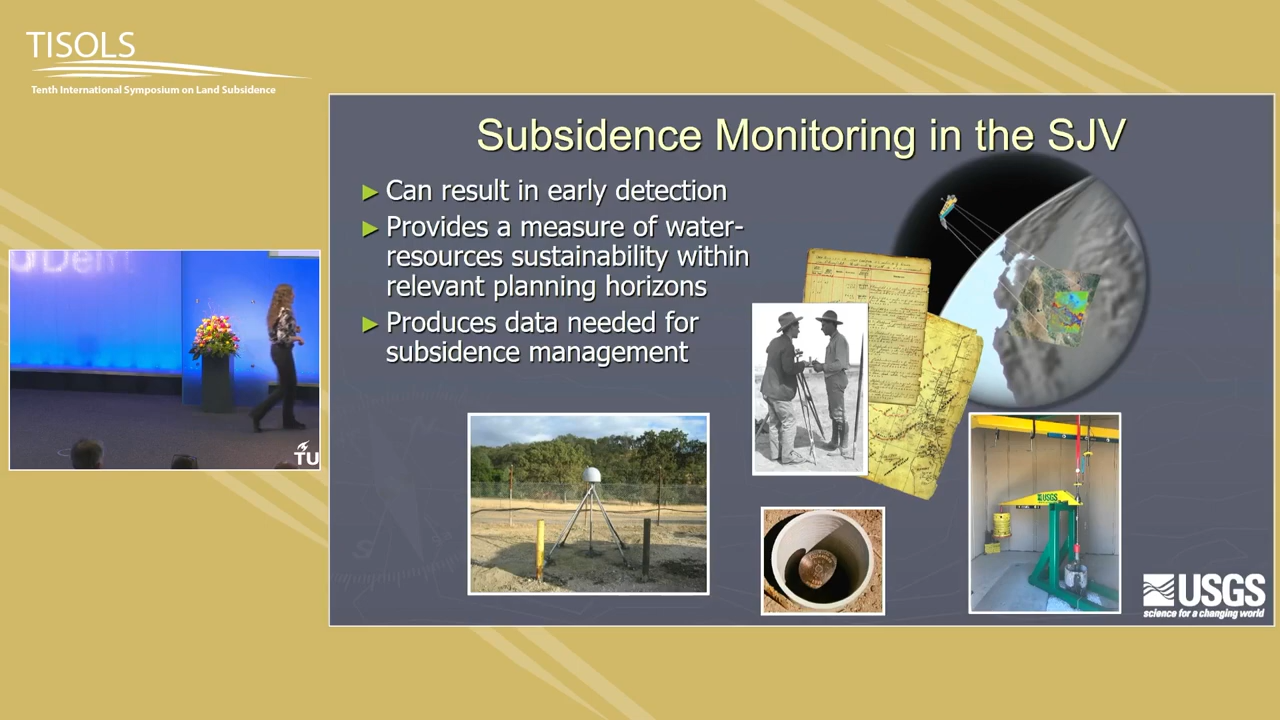 TISOLS
Tenth International Symposium on Land Subsidence
Subsidence Monitoring in the SJV
► Can result in early detection
► Provides a measure of water-
resources sustainability within
relevant planning horizons
► Produces data needed for
subsidence management
TU
USGS
USGS
science for a changing world